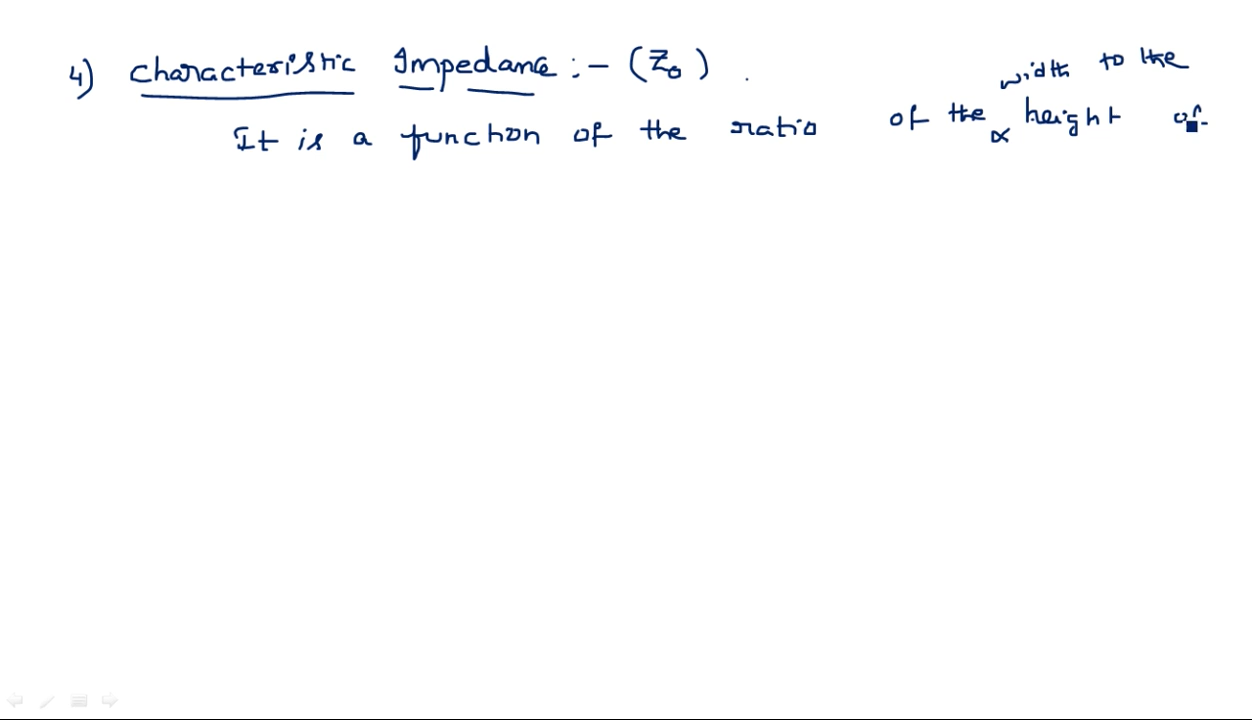 4) characteristic Impedance :- (Z₀) .
width to the
It is a function of the ratio of the height of